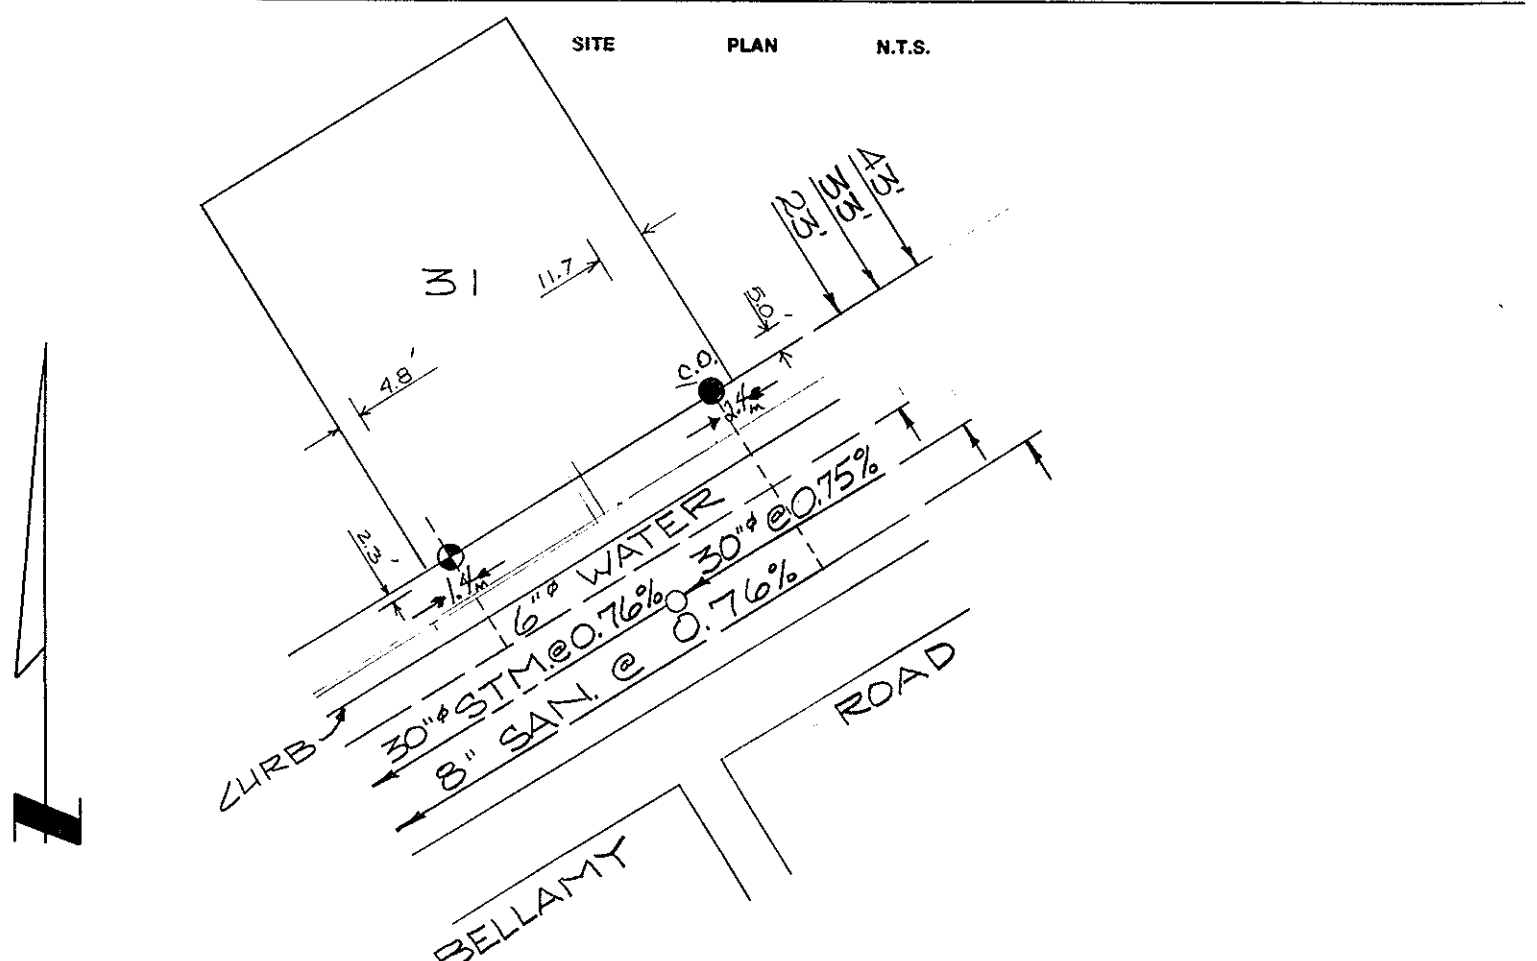 SITE PLAN N.T.S.
43'
33'
23'
31
11.7
5.0'
4.8'
C.O.
2.4m
2.3'
1.4m
6"ø WATER
30"ø @0.75%
30"ø STM.@0.76%
8" SAN. @ 0.76%
CURB
ROAD
BELLAMY
N